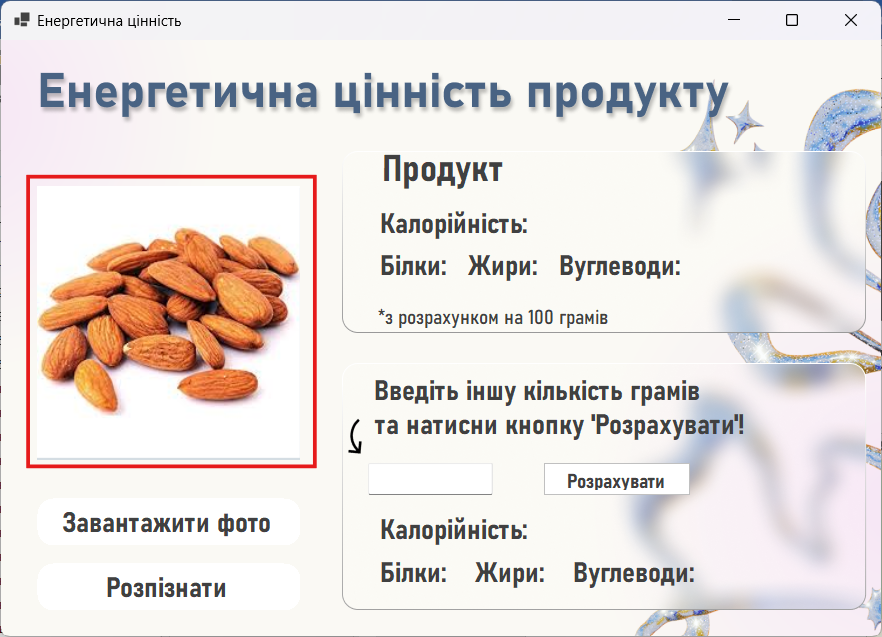 Енергетична цінність
Енергетична цінність продукту
Продукт
Калорійність:
Білки: Жири: Вуглеводи:
*з розрахунком на 100 грамів
Введіть іншу кількість грамів
та натисни кнопку 'Розрахувати'!
Розрахувати
Калорійність:
Білки: Жири: Вуглеводи:
Завантажити фото
Розпізнати